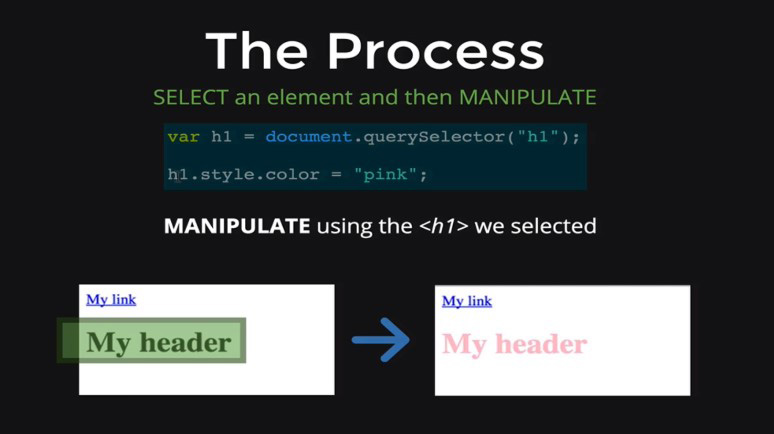 The Process
SELECT an element and then MANIPULATE
var h1 = document.querySelector("h1");
h1.style.color = "pink";
MANIPULATE using the <h1> we selected
My link
My header
My link
My header